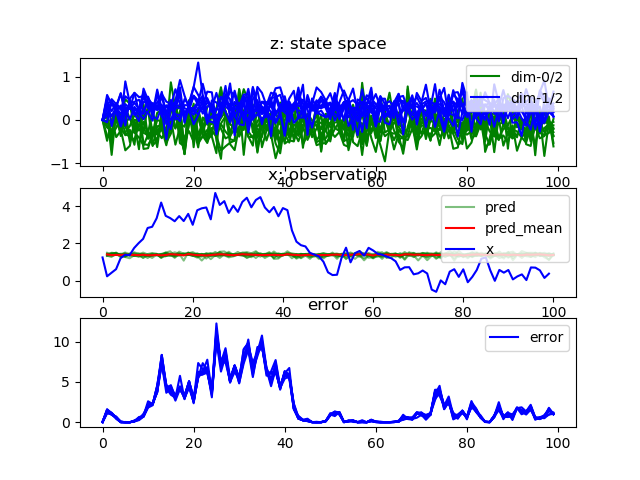 z: state space
1
0
−1
dim-0/2
dim-1/2
0 20 40 60 80 100
x: observation
4
2
0
pred
pred_mean
x
0 20 40 60 80 100
error
10
5
0
error
0 20 40 60 80 100